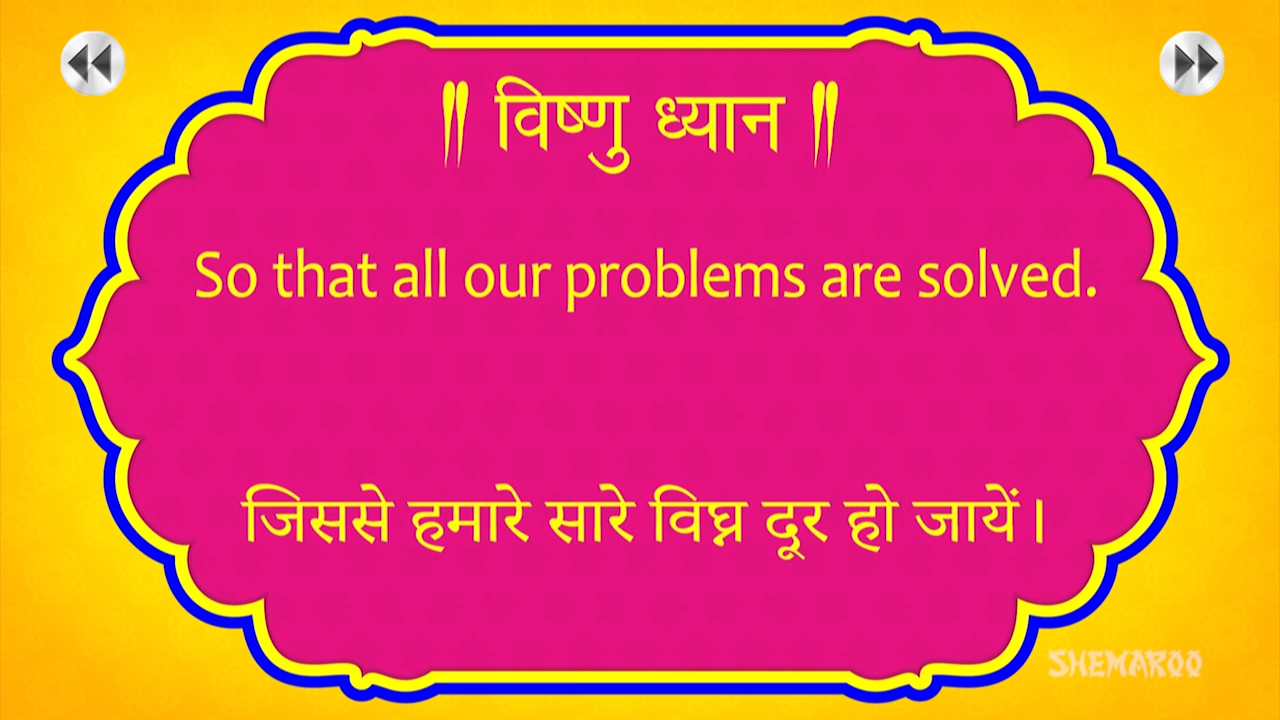 ॥ विष्णु ध्यान ॥
So that all our problems are solved.
जिससे हमारे सारे विघ्न दूर हो जायें।
SHEMAROO